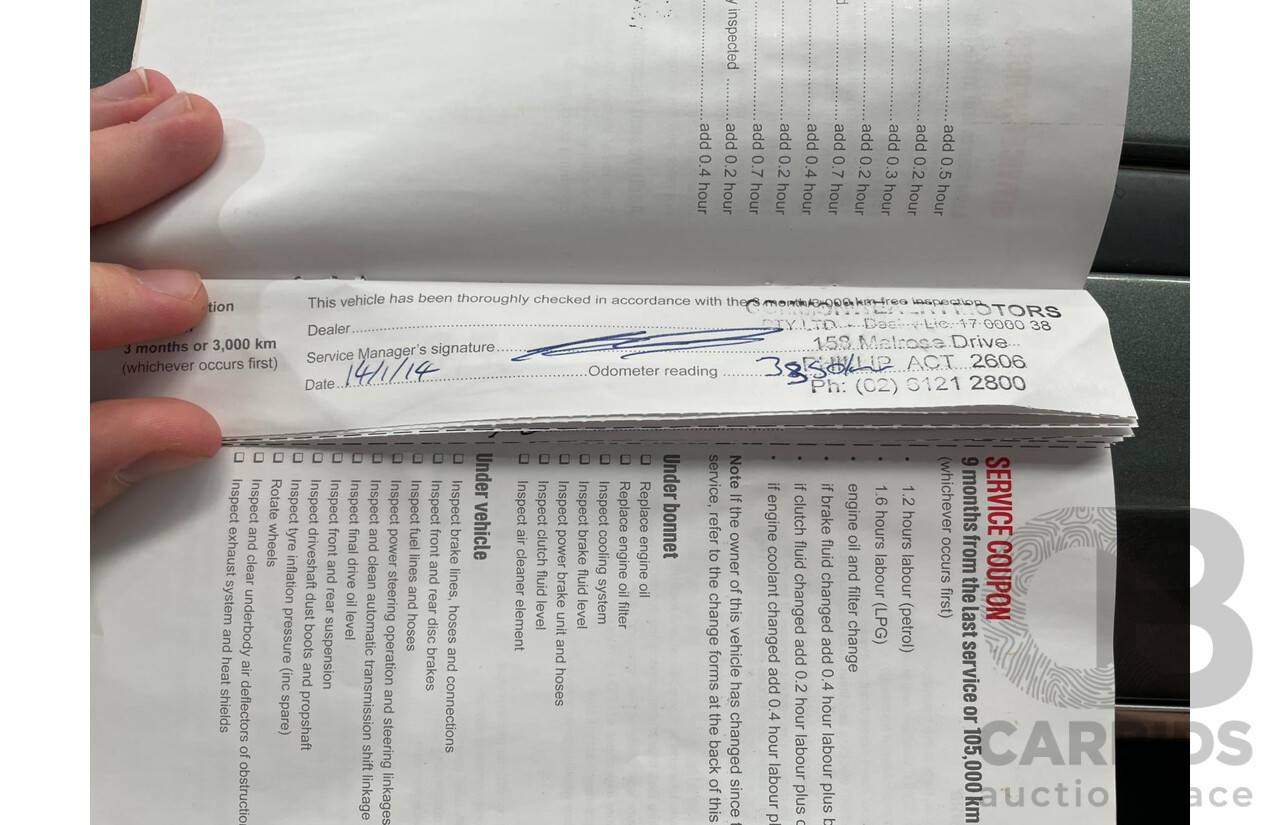 y inspected
add 0.5 hour
add 0.2 hour
add 0.3 hour
add 0.2 hour
add 0.7 hour
add 0.4 hour
add 0.2 hour
add 0.7 hour
add 0.2 hour
add 0.4 hour
tion
3 months or 3,000 km
(whichever occurs first)
This vehicle has been thoroughly checked in accordance with the 3 month/3,000 km free inspection
Dealer
Service Manager's signature
Date 14/1/14
Odometer reading
MOTORS
PTY LTD Lic. 17 0000 38
159 Melrose Drive
PHILLIP ACT 2606
Ph: (02) 6121 2800
SERVICE COUPON
9 months from the last service or 105,000 km
(whichever occurs first)
• 1.2 hours labour (petrol)
• 1.6 hours labour (LPG)
engine oil and filter change
• if brake fluid changed add 0.4 hour labour plus b
• if clutch fluid changed add 0.2 hour labour plus
• if engine coolant changed add 0.4 hour labour pl
Note If the owner of this vehicle has changed since
service, refer to the change forms at the back of this
Under bonnet
Replace engine oil
Replace engine oil filter
Inspect cooling system
Inspect brake fluid level
Inspect power brake unit and hoses
Inspect clutch fluid level
Inspect air cleaner element
Under vehicle
Inspect brake lines, hoses and connections
Inspect front and rear disc brakes
Inspect fuel lines and hoses
Inspect power steering operation and steering linkages
Inspect and clean automatic transmission shift linkage
Inspect final drive oil level
Inspect front and rear suspension
Inspect driveshaft dust boots and propshaft
Inspect tyre inflation pressure (inc spare)
Rotate wheels
Inspect and clear underbody air deflectors of obstructio
Inspect exhaust system and heat shields
CB
CARBIDS
auction place